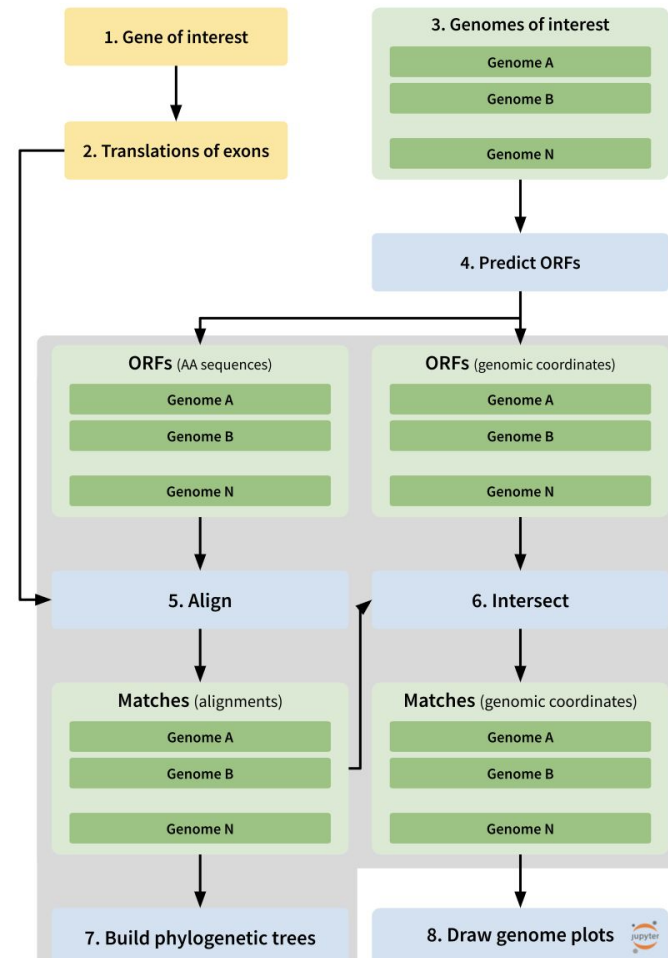 1. Gene of interest
3. Genomes of interest
Genome A
Genome B
Genome N
2. Translations of exons
4. Predict ORFs
ORFs (AA sequences)
Genome A
Genome B
Genome N
ORFs (genomic coordinates)
Genome A
Genome B
Genome N
5. Align
6. Intersect
Matches (alignments)
Genome A
Genome B
Genome N
Matches (genomic coordinates)
Genome A
Genome B
Genome N
7. Build phylogenetic trees
8. Draw genome plots
jupyter